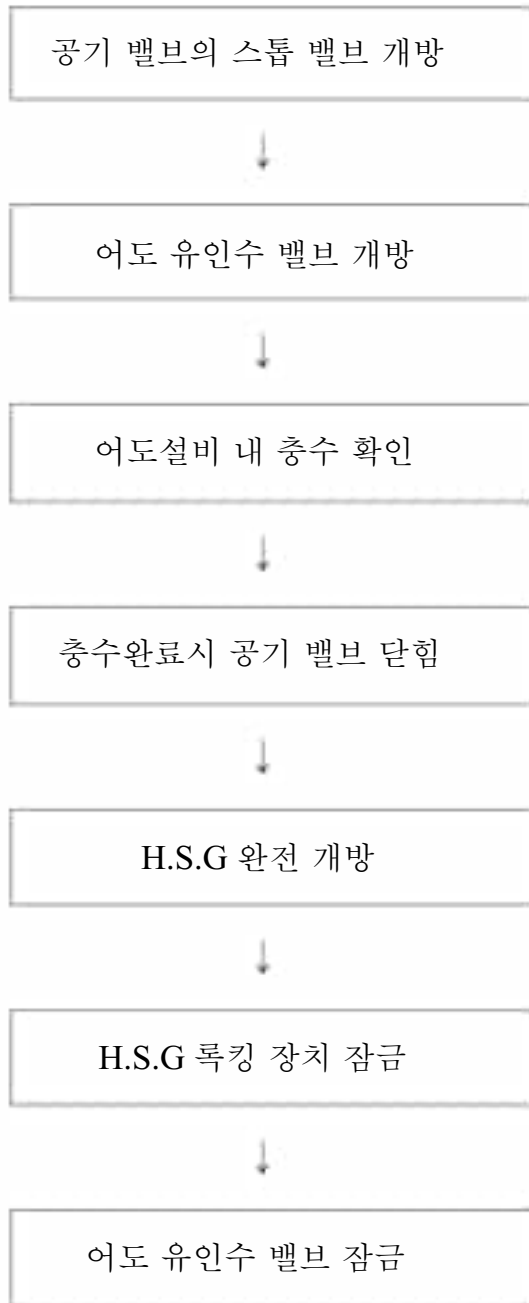 공기 밸브의 스톱 밸브 개방
↓
어도 유인수 밸브 개방
↓
어도설비 내 충수 확인
↓
충수완료시 공기 밸브 닫힘
↓
H.S.G 완전 개방
↓
H.S.G 록킹 장치 잠금
↓
어도 유인수 밸브 잠금